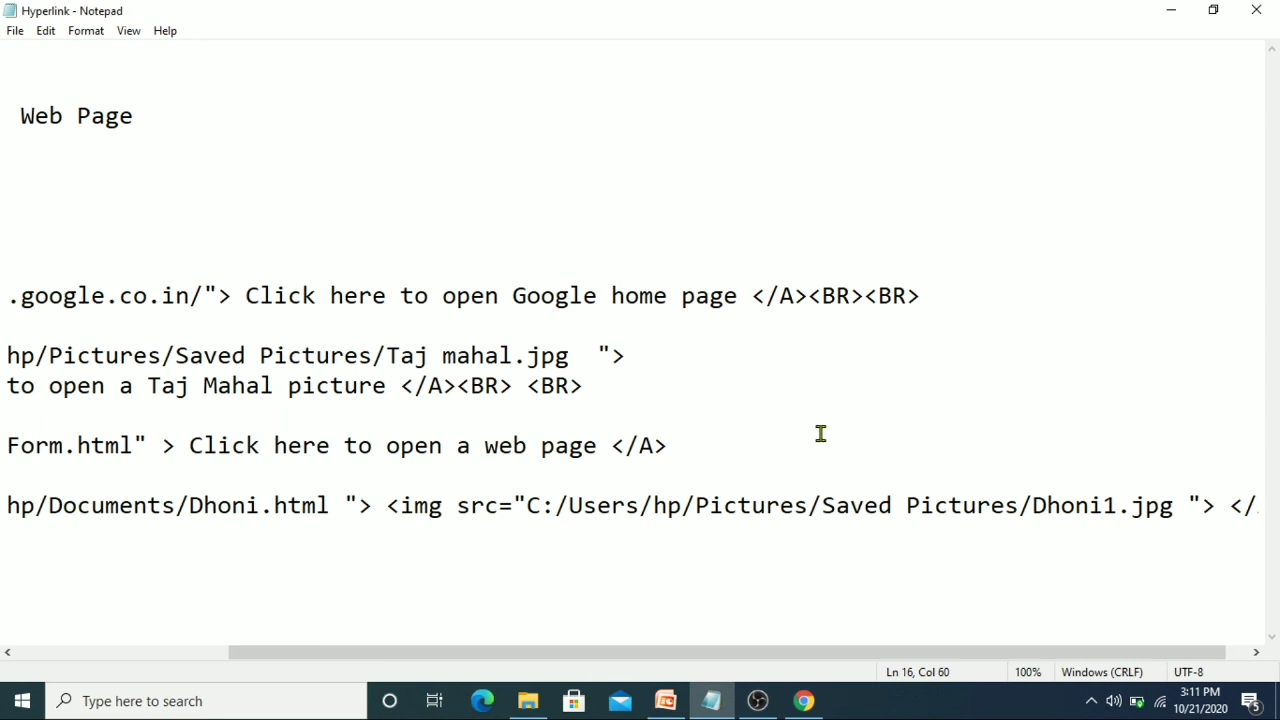 Hyperlink - Notepad
File Edit Format View Help
Web Page
.google.co.in/"> Click here to open Google home page </A><BR><BR>
hp/Pictures/Saved Pictures/Taj mahal.jpg  ">
to open a Taj Mahal picture </A><BR> <BR>
Form.html" > Click here to open a web page </A>
hp/Documents/Dhoni.html "> <img src="C:/Users/hp/Pictures/Saved Pictures/Dhoni1.jpg "> </
Ln 16, Col 60 100% Windows (CRLF) UTF-8
Type here to search
3:11 PM
10/21/2020
5